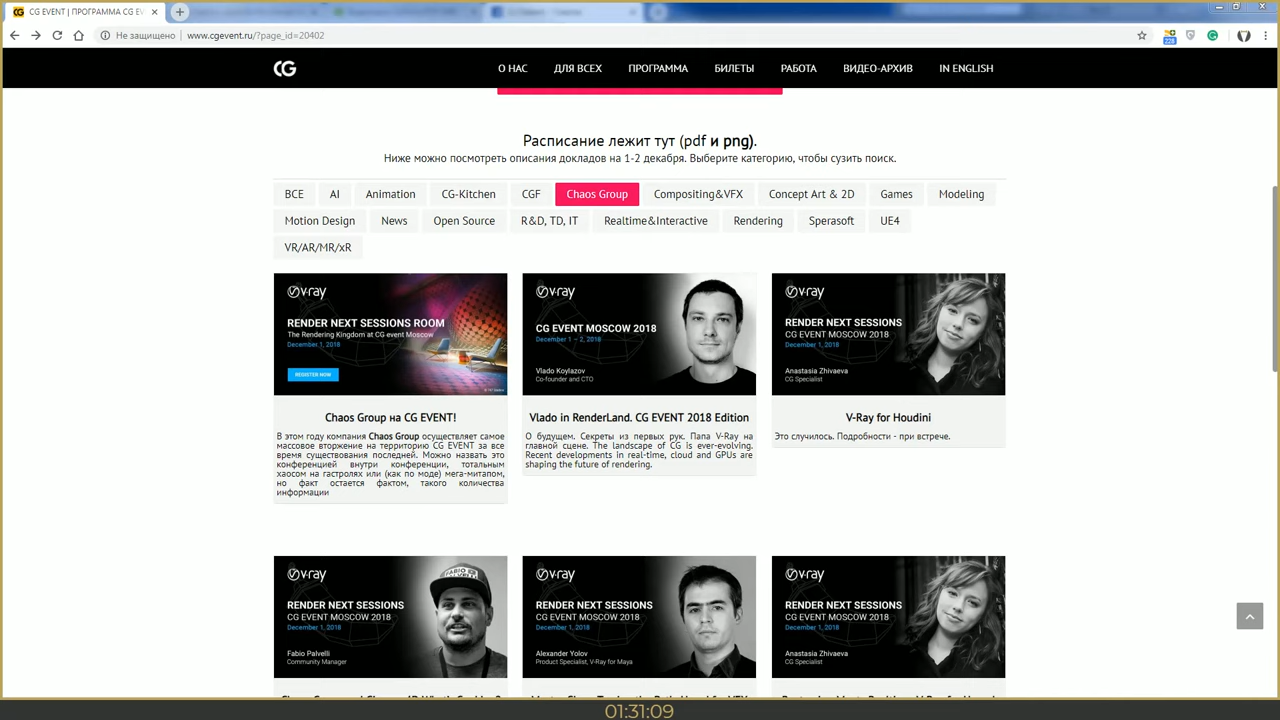 CG EVENT | ПРОГРАММА CG EV
Не защищено
www.cgevent.ru/?page_id=20402
228
CG
О НАС
ДЛЯ ВСЕХ
ПРОГРАММА
БИЛЕТЫ
РАБОТА
ВИДЕО-АРХИВ
IN ENGLISH
Расписание лежит тут (pdf и png).
Ниже можно посмотреть описания докладов на 1-2 декабря. Выберите категорию, чтобы сузить поиск.
ВСЕ
AI
Animation
CG-Kitchen
CGF
Chaos Group
Compositing&VFX
Concept Art & 2D
Games
Modeling
Motion Design
News
Open Source
R&D, TD, IT
Realtime&Interactive
Rendering
Sperasoft
UE4
VR/AR/MR/xR
v·ray
RENDER NEXT SESSIONS ROOM
The Rendering Kingdom at CG event Moscow
December 1, 2018
REGISTER NOW
Chaos Group на CG EVENT!
В этом году компания Chaos Group осуществляет самое
массовое вторжение на территорию CG EVENT за все
время существования последней. Можно назвать это
конференцией внутри конференции, тотальным
хаосом на гастролях или (как по моде) мега-митапом,
но факт остается фактом, такого количества
информации
v·ray
CG EVENT MOSCOW 2018
December 1 – 2, 2018
Vlado Koylazov
Co-founder and CTO
Vlado in RenderLand. CG EVENT 2018 Edition
О будущем. Секреты из первых рук. Папа V-Ray на
главной сцене. The landscape of CG is ever-evolving.
Recent developments in real-time, cloud and GPUs are
shaping the future of rendering.
v·ray
RENDER NEXT SESSIONS
CG EVENT MOSCOW 2018
December 1, 2018
Anastasia Zhivaeva
CG Specialist
V-Ray for Houdini
Это случилось. Подробности - при встрече.
v·ray
RENDER NEXT SESSIONS
CG EVENT MOSCOW 2018
December 1, 2018
Fabio Palvelli
Community Manager
v·ray
RENDER NEXT SESSIONS
CG EVENT MOSCOW 2018
December 1, 2018
Alexander Yolov
Product Specialist, V-Ray for Maya
v·ray
RENDER NEXT SESSIONS
CG EVENT MOSCOW 2018
December 1, 2018
Anastasia Zhivaeva
CG Specialist
01:31:09